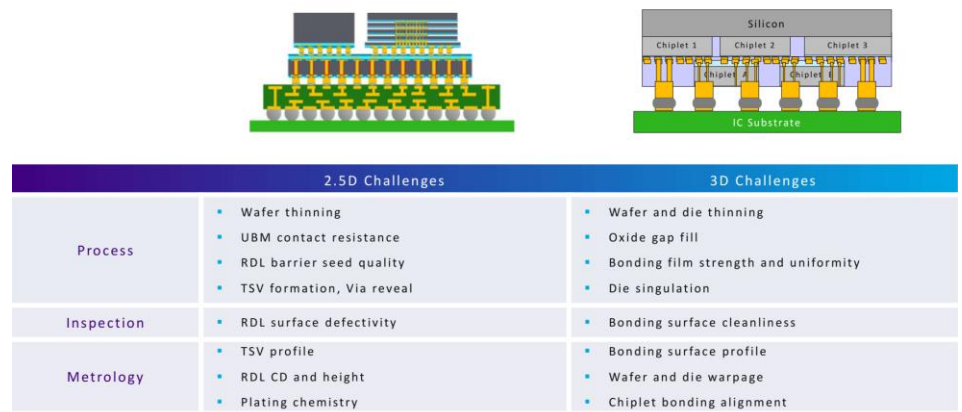 Silicon
Chiplet 1 Chiplet 2 Chiplet 3
Chiplet A Chiplet B
IC Substrate
2.5D Challenges 3D Challenges
Process
Wafer thinning
UBM contact resistance
RDL barrier seed quality
TSV formation, Via reveal
Wafer and die thinning
Oxide gap fill
Bonding film strength and uniformity
Die singulation
Inspection
RDL surface defectivity
Bonding surface cleanliness
Metrology
TSV profile
RDL CD and height
Plating chemistry
Bonding surface profile
Wafer and die warpage
Chiplet bonding alignment